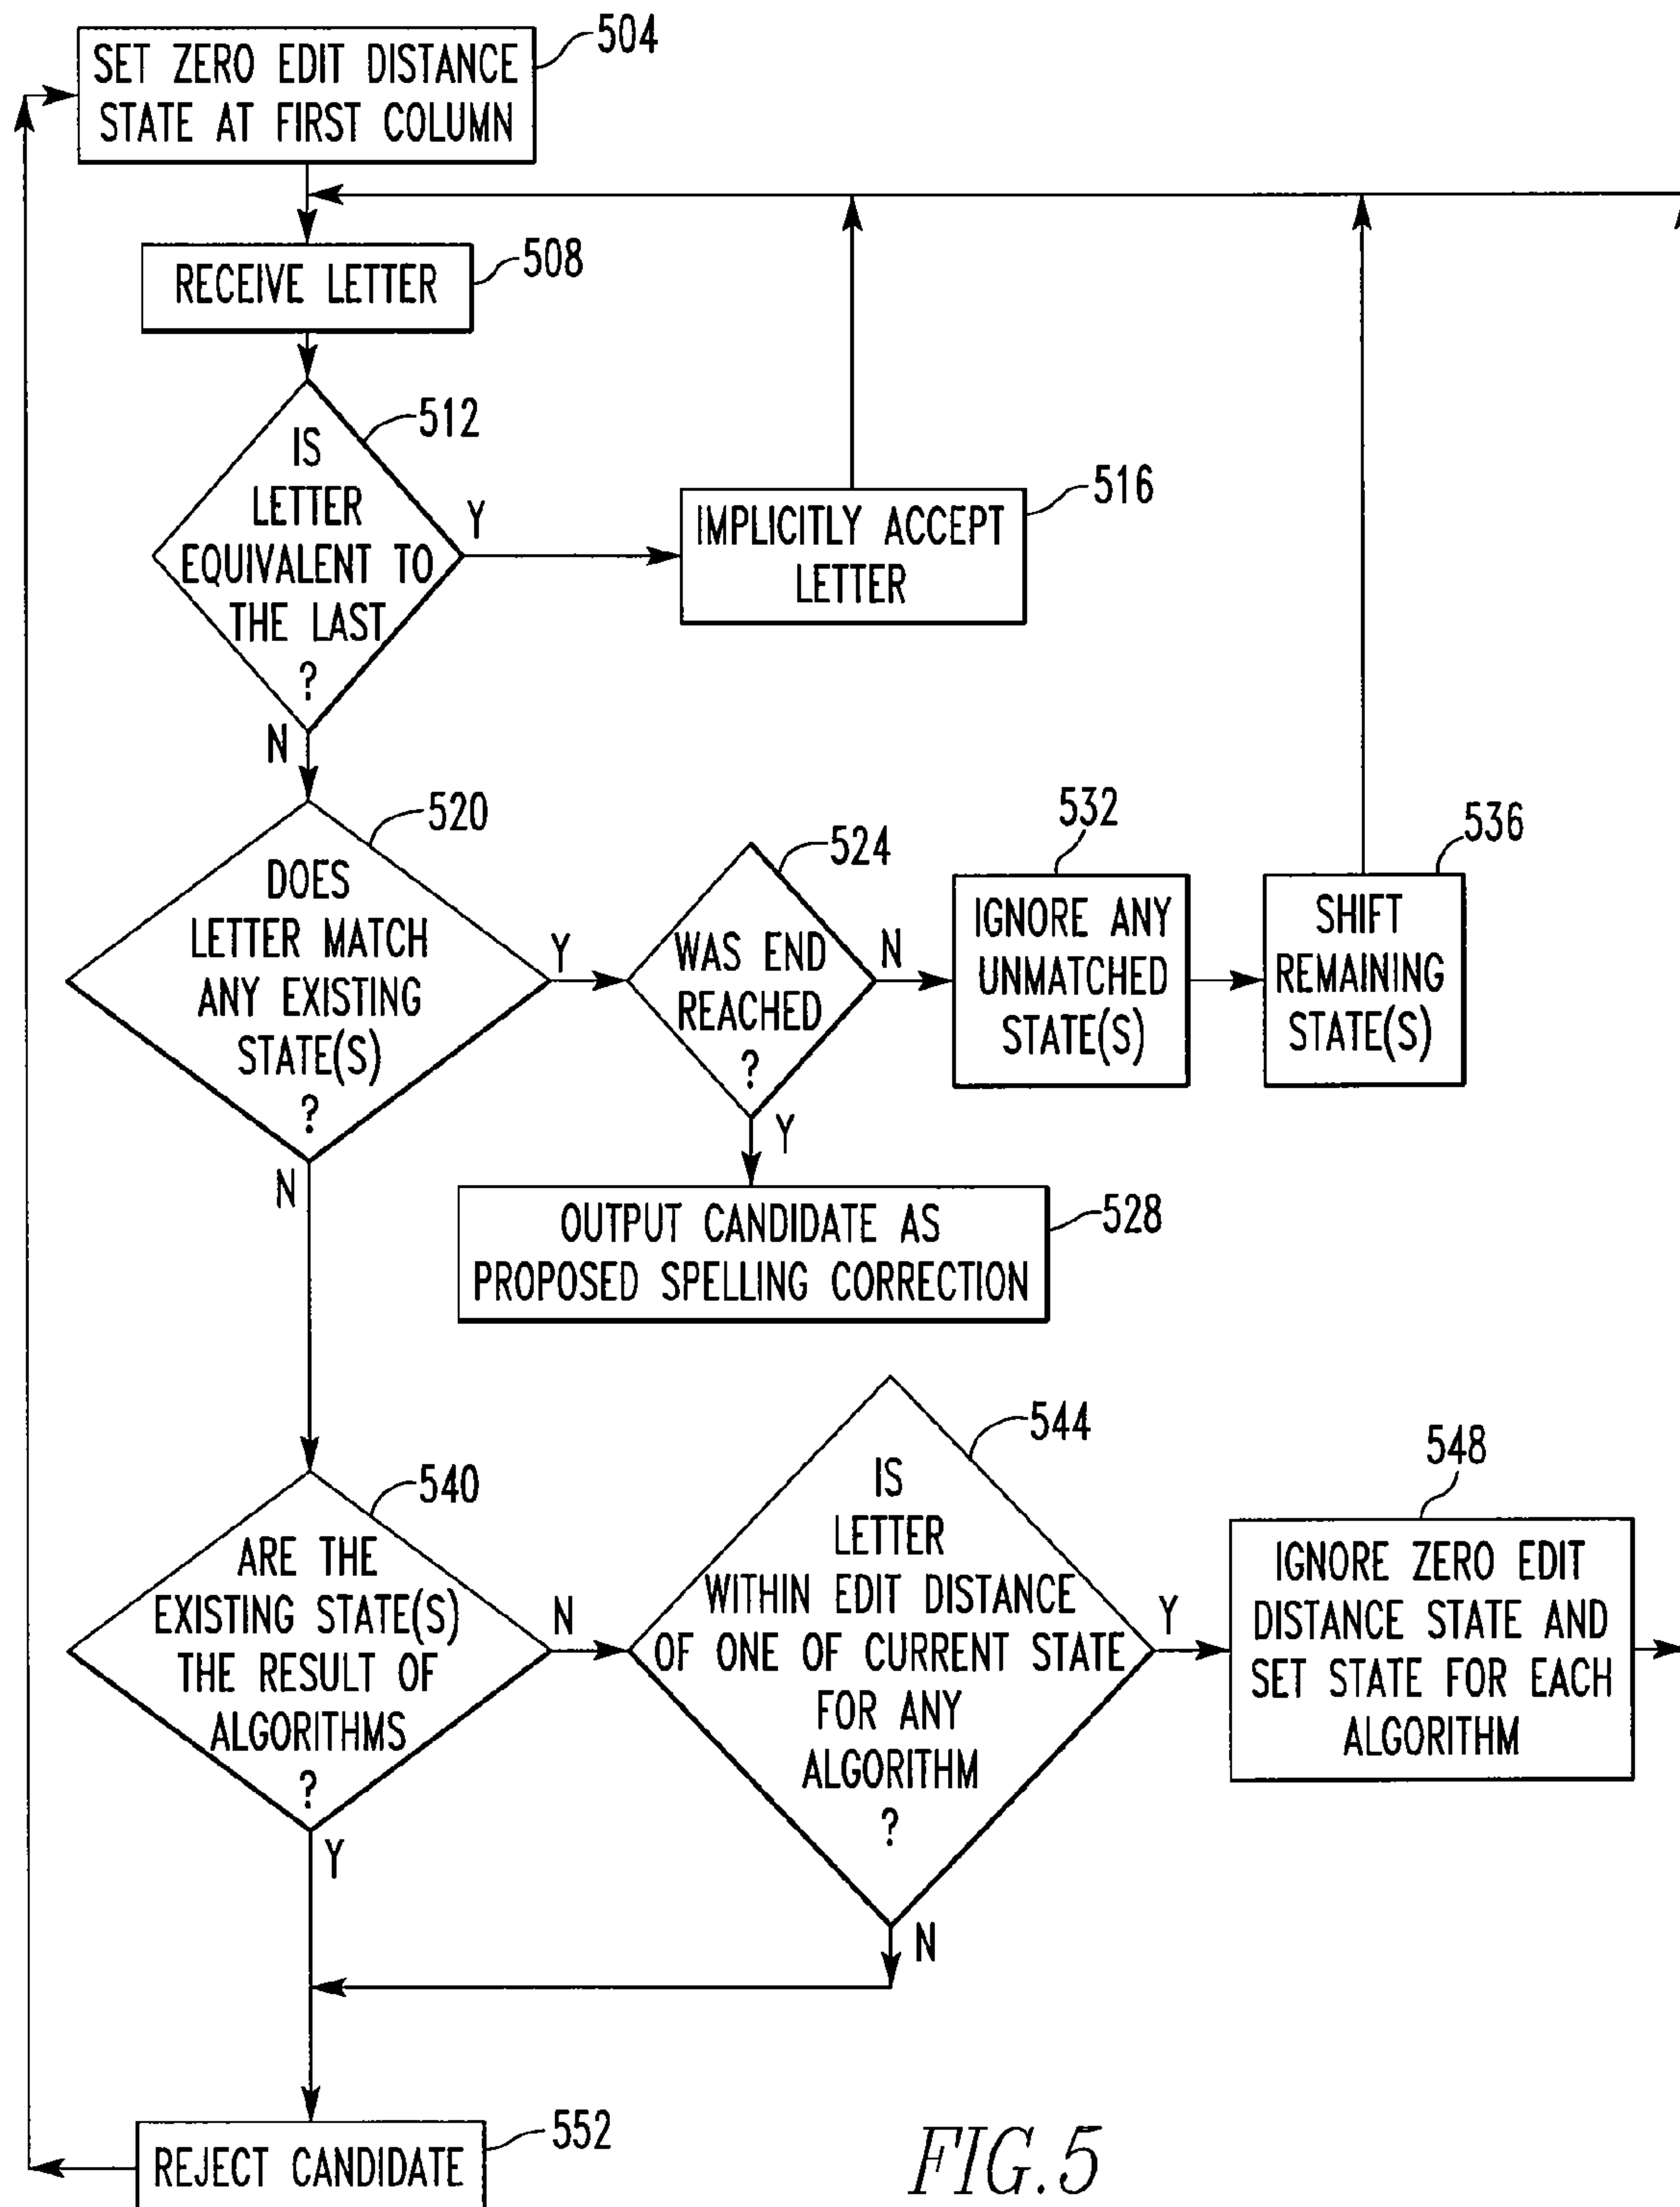 SET ZERO EDIT DISTANCE
STATE AT FIRST COLUMN
504
RECEIVE LETTER
508
IS
LETTER
EQUIVALENT TO
THE LAST
?
512
Y
N
IMPLICITLY ACCEPT
LETTER
516
DOES
LETTER MATCH
ANY EXISTING
STATE(S)
?
520
Y
N
WAS END
REACHED
?
524
N
Y
IGNORE ANY
UNMATCHED
STATE(S)
532
SHIFT
REMAINING
STATE(S)
536
OUTPUT CANDIDATE AS
PROPOSED SPELLING CORRECTION
528
ARE THE
EXISTING STATE(S)
THE RESULT OF
ALGORITHMS
?
540
N
Y
IS
LETTER
WITHIN EDIT DISTANCE
OF ONE OF CURRENT STATE
FOR ANY
ALGORITHM
?
544
Y
N
IGNORE ZERO EDIT
DISTANCE STATE AND
SET STATE FOR EACH
ALGORITHM
548
REJECT CANDIDATE
552
FIG.5